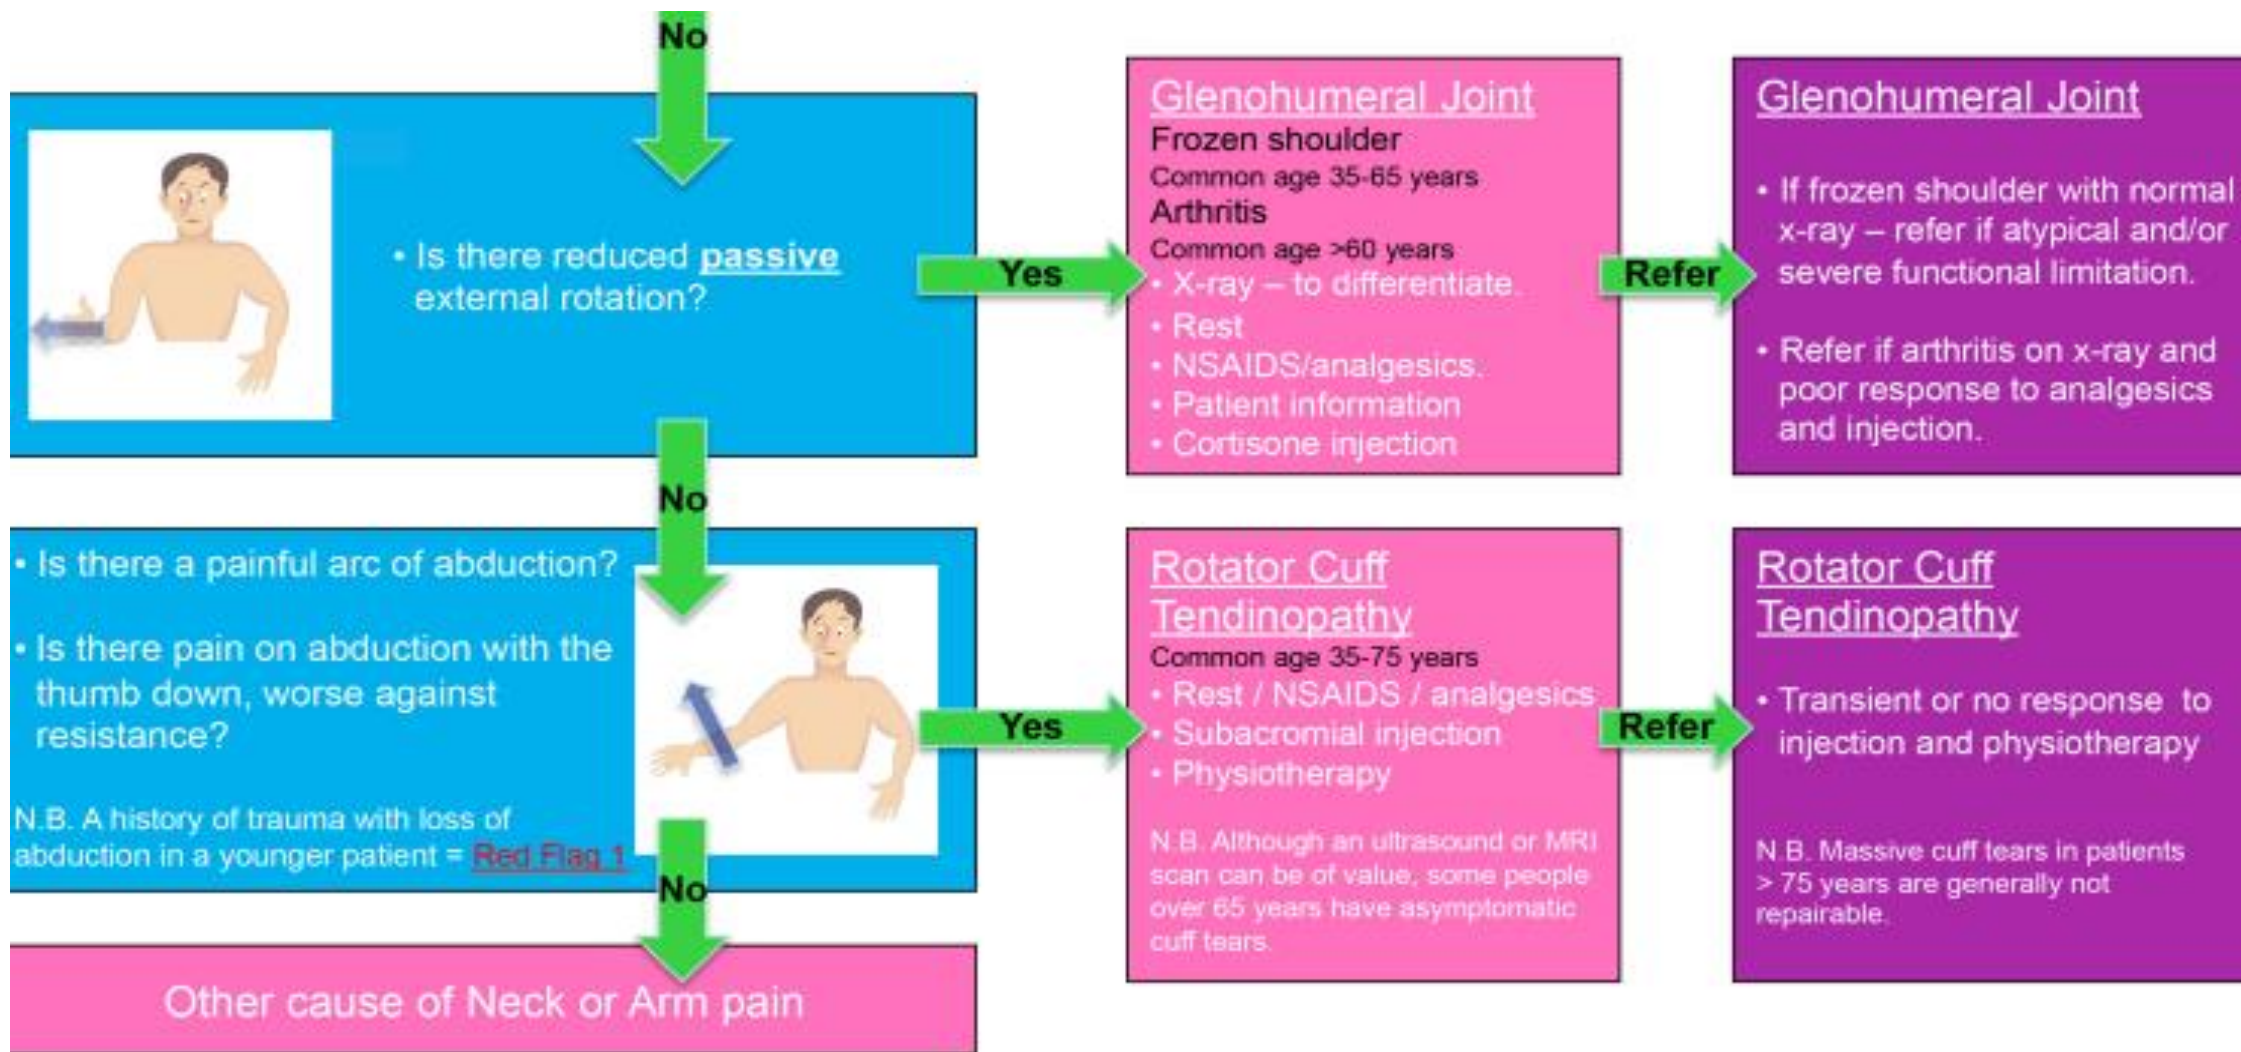 No
• Is there reduced passive
external rotation?
Yes
Glenohumeral Joint
Frozen shoulder
Common age 35-65 years
Arthritis
Common age >60 years
• X-ray – to differentiate.
• Rest
• NSAIDS/analgesics.
• Patient information
• Cortisone injection
Refer
Glenohumeral Joint
• If frozen shoulder with normal
x-ray – refer if atypical and/or
severe functional limitation.
• Refer if arthritis on x-ray and
poor response to analgesics
and injection.
No
• Is there a painful arc of abduction?
• Is there pain on abduction with the
thumb down, worse against
resistance?
N.B. A history of trauma with loss of
abduction in a younger patient = Red Flag 1
Yes
Rotator Cuff
Tendinopathy
Common age 35-75 years
• Rest / NSAIDS / analgesics
• Subacromial injection
• Physiotherapy
N.B. Although an ultrasound or MRI
scan can be of value, some people
over 65 years have asymptomatic
cuff tears.
Refer
Rotator Cuff
Tendinopathy
• Transient or no response to
injection and physiotherapy
N.B. Massive cuff tears in patients
> 75 years are generally not
repairable.
No
Other cause of Neck or Arm pain